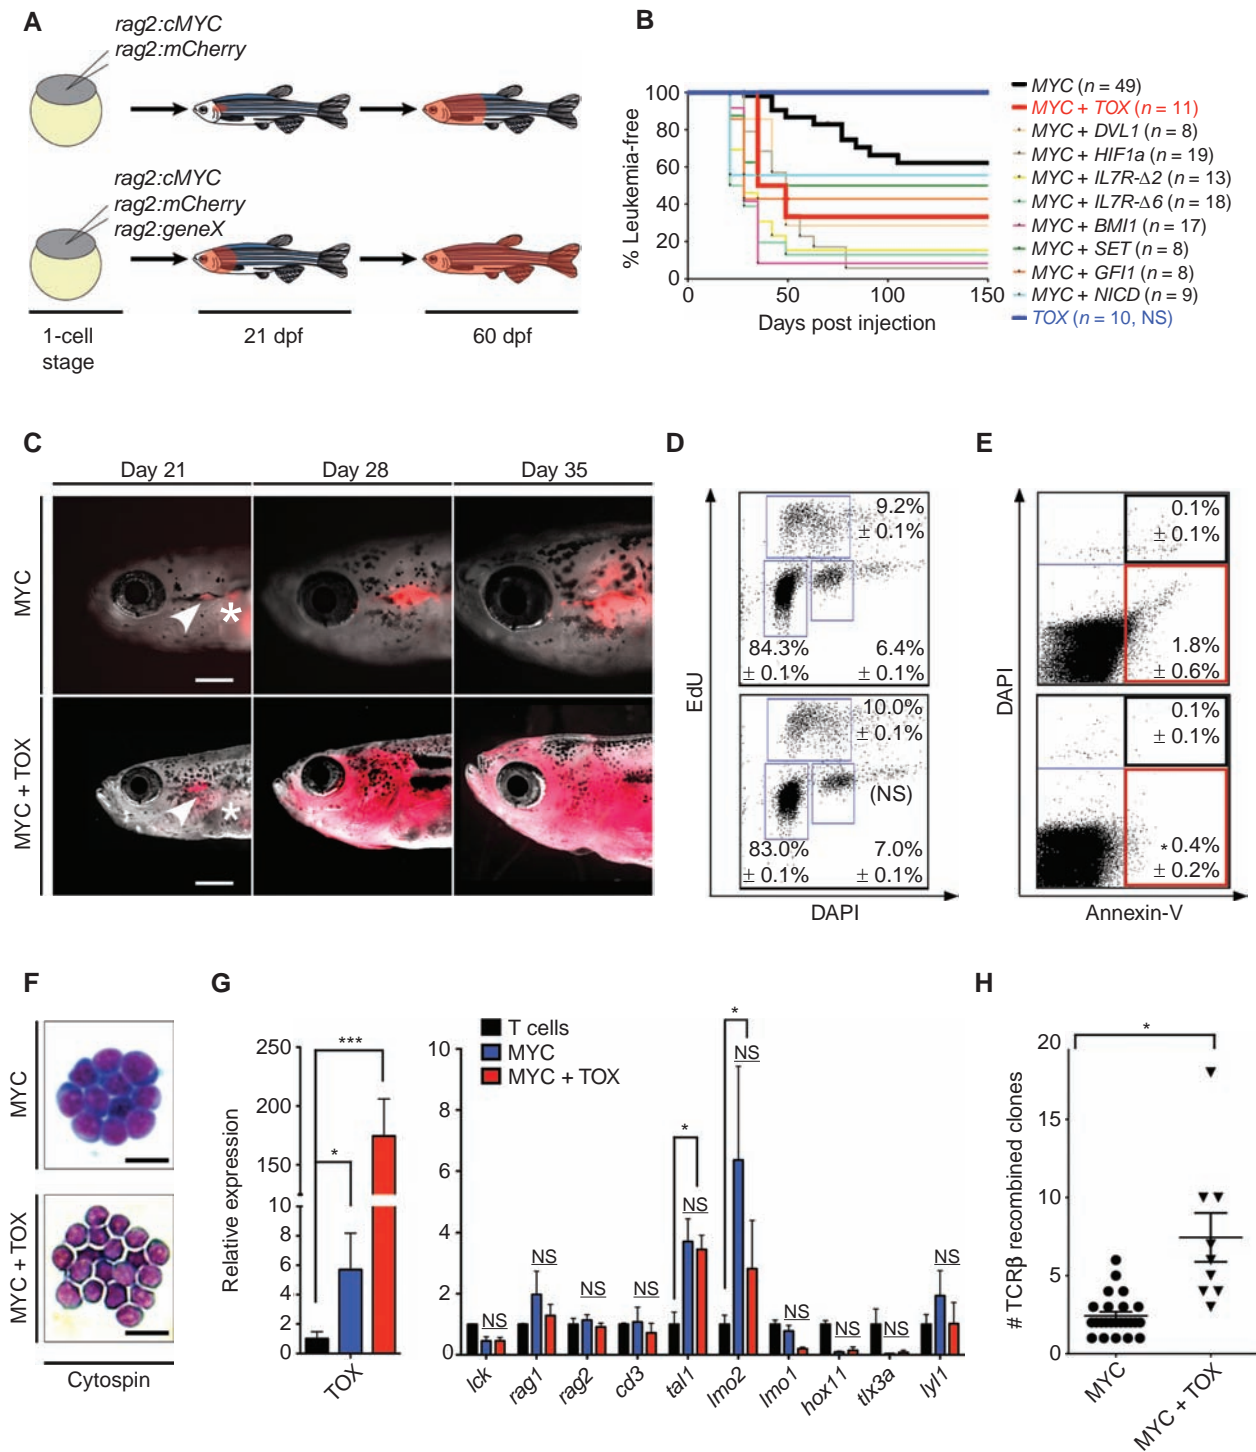 A
rag2:cMYC
rag2:mCherry
rag2:cMYC
rag2:mCherry
rag2:geneX
1-cell
stage
21 dpf
60 dpf
B
% Leukemia-free
100
80
60
40
20
0
0
50
100
150
Days post injection
MYC (n = 49)
MYC + TOX (n = 11)
MYC + DVL1 (n = 8)
MYC + HIF1a (n = 19)
MYC + IL7R-Δ2 (n = 13)
MYC + IL7R-Δ6 (n = 18)
MYC + BMI1 (n = 17)
MYC + SET (n = 8)
MYC + GFI1 (n = 8)
MYC + NICD (n = 9)
TOX (n = 10, NS)
C
Day 21
Day 28
Day 35
MYC
*
MYC + TOX
*
D
EdU
9.2%
± 0.1%
84.3%
± 0.1%
6.4%
± 0.1%
10.0%
± 0.1%
(NS)
83.0%
± 0.1%
7.0%
± 0.1%
DAPI
E
DAPI
0.1%
± 0.1%
1.8%
± 0.6%
0.1%
± 0.1%
* 0.4%
± 0.2%
Annexin-V
F
MYC
MYC + TOX
Cytospin
G
Relative expression
250
200
150
10
8
6
4
2
0
***
*
TOX
T cells
MYC
MYC + TOX
10
8
6
4
2
0
NS
NS
NS
NS
*
NS
*
NS
NS
NS
NS
NS
lck
rag1
rag2
cd3
tal1
lmo2
lmo1
hox11
tlx3a
lyl1
H
# TCRβ recombined clones
20
15
10
5
0
*
MYC
MYC + TOX